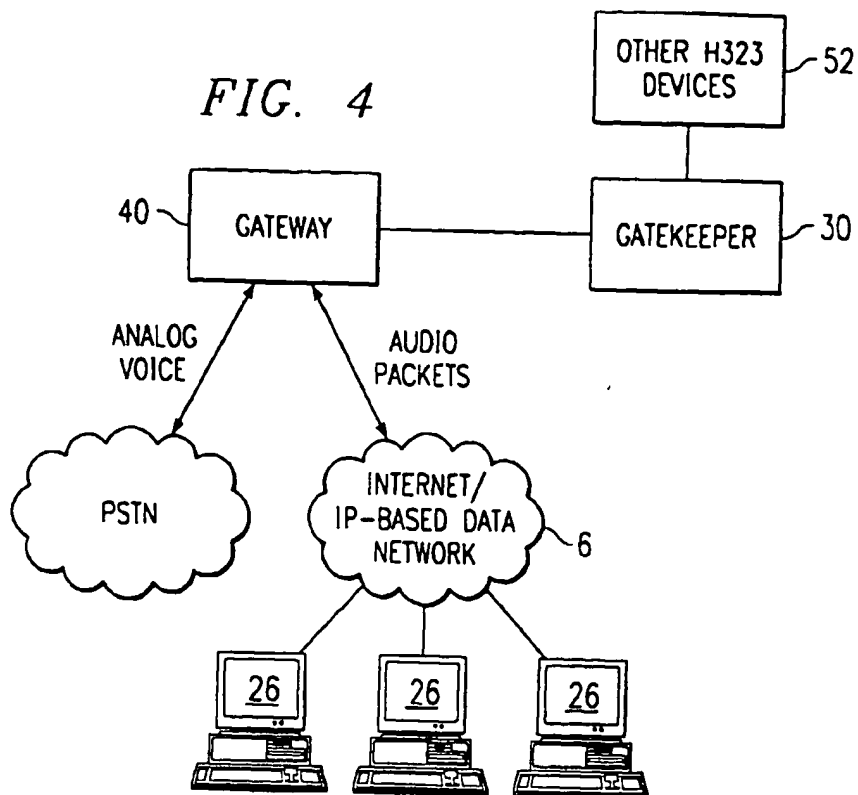 FIG. 4
OTHER H323
DEVICES
52
40
GATEWAY
GATEKEEPER
30
ANALOG
VOICE
AUDIO
PACKETS
PSTN
INTERNET/
IP-BASED DATA
NETWORK
6
26
26
26